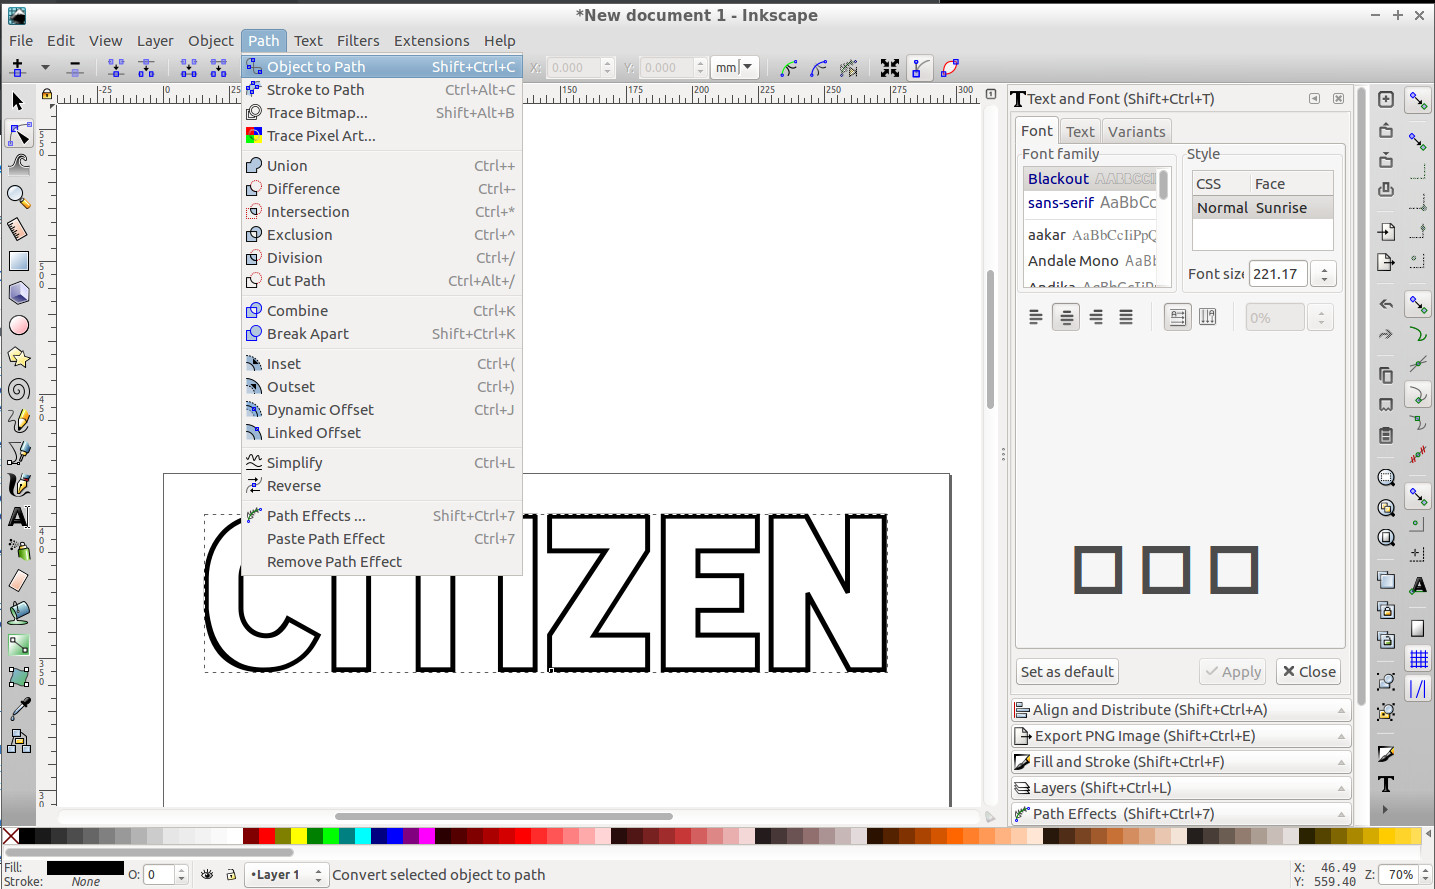 *New document 1 - Inkscape
File Edit View Layer Object Path Text Filters Extensions Help
Object to Path Shift+Ctrl+C
X: 0.000 Y: 0.000 mm
Stroke to Path Ctrl+Alt+C
Trace Bitmap... Shift+Alt+B
Trace Pixel Art...
Union Ctrl++
Difference Ctrl+-
Intersection Ctrl+*
Exclusion Ctrl+^
Division Ctrl+/
Cut Path Ctrl+Alt+/
Combine Ctrl+K
Break Apart Shift+Ctrl+K
Inset Ctrl+(
Outset Ctrl+)
Dynamic Offset Ctrl+J
Linked Offset
Simplify Ctrl+L
Reverse
Path Effects ... Shift+Ctrl+7
Paste Path Effect Ctrl+7
Remove Path Effect
-25 0 25 150 175 200 225 250 275 300
550
500
450
400
350
CITIZEN
Text and Font (Shift+Ctrl+T)
Font Text Variants
Font family Style
Blackout AABBCCI
sans-serif AaBbCc
aakar AaBbCcIiPpQ
Andale Mono AaBb
Andika AaBbCcIiPp
CSS Face
Normal Sunrise
Font size 221.17
0%
Set as default Apply Close
Align and Distribute (Shift+Ctrl+A)
Export PNG Image (Shift+Ctrl+E)
Fill and Stroke (Shift+Ctrl+F)
Layers (Shift+Ctrl+L)
Path Effects (Shift+Ctrl+7)
Fill:
Stroke: None
O: 0
•Layer 1
Convert selected object to path
X: 46.49
Y: 559.40
Z: 70%